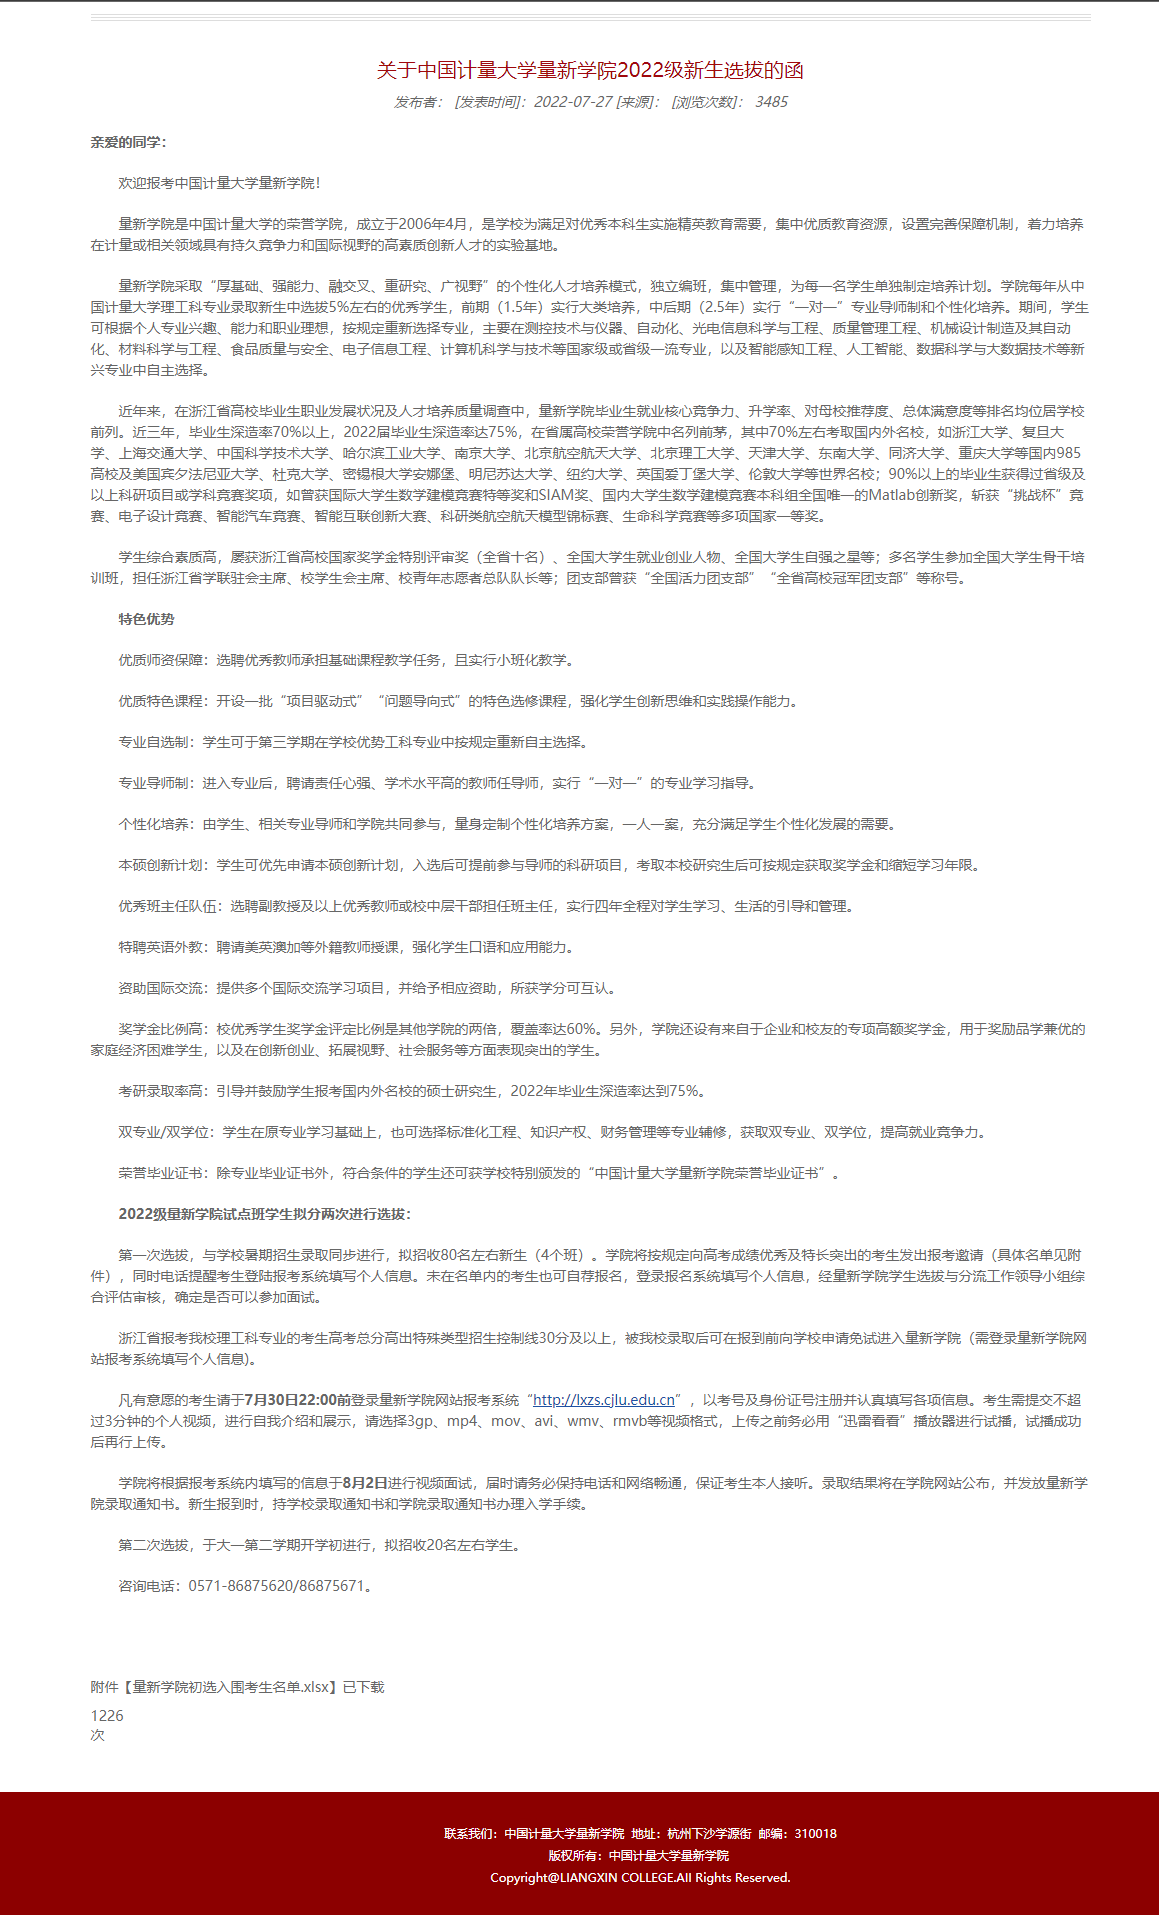 关于中国计量大学量新学院2022级新生选拔的函
发布者： [发表时间]：2022-07-27 [来源]： [浏览次数]： 3485
亲爱的同学：
欢迎报考中国计量大学量新学院！
量新学院是中国计量大学的荣誉学院，成立于2006年4月，是学校为满足对优秀本科生实施精英教育需要，集中优质教育资源，设置完善保障机制，着力培养
在计量或相关领域具有持久竞争力和国际视野的高素质创新人才的实验基地。
量新学院采取“厚基础、强能力、融交叉、重研究、广视野”的个性化人才培养模式，独立编班，集中管理，为每一名学生单独制定培养计划。学院每年从中
国计量大学理工科专业录取新生中选拔5%左右的优秀学生，前期（1.5年）实行大类培养，中后期（2.5年）实行“一对一”专业导师制和个性化培养。期间，学生
可根据个人专业兴趣、能力和职业理想，按规定重新选择专业，主要在测控技术与仪器、自动化、光电信息科学与工程、质量管理工程、机械设计制造及其自动
化、材料科学与工程、食品质量与安全、电子信息工程、计算机科学与技术等国家级或省级一流专业，以及智能感知工程、人工智能、数据科学与大数据技术等新
兴专业中自主选择。
近年来，在浙江省高校毕业生职业发展状况及人才培养质量调查中，量新学院毕业生就业核心竞争力、升学率、对母校推荐度、总体满意度等排名均位居学校
前列。近三年，毕业生深造率70%以上，2022届毕业生深造率达75%，在省属高校荣誉学院中名列前茅，其中70%左右考取国内外名校，如浙江大学、复旦大
学、上海交通大学、中国科学技术大学、哈尔滨工业大学、南京大学、北京航空航天大学、北京理工大学、天津大学、东南大学、同济大学、重庆大学等国内985
高校及美国宾夕法尼亚大学、杜克大学、密锡根大学安娜堡、明尼苏达大学、纽约大学、英国爱丁堡大学、伦敦大学等世界名校；90%以上的毕业生获得过省级及
以上科研项目或学科竞赛奖项，如曾获国际大学生数学建模竞赛特等奖和SIAM奖、国内大学生数学建模竞赛本科组全国唯一的Matlab创新奖，斩获“挑战杯”竞
赛、电子设计竞赛、智能汽车竞赛、智能互联创新大赛、科研类航空航天模型锦标赛、生命科学竞赛等多项国家一等奖。
学生综合素质高，屡获浙江省高校国家奖学金特别评审奖（全省十名）、全国大学生就业创业人物、全国大学生自强之星等；多名学生参加全国大学生骨干培
训班，担任浙江省学联驻会主席、校学生会主席、校青年志愿者总队队长等；团支部曾获“全国活力团支部”“全省高校冠军团支部”等称号。
特色优势
优质师资保障：选聘优秀教师承担基础课程教学任务，且实行小班化教学。
优质特色课程：开设一批“项目驱动式”“问题导向式”的特色选修课程，强化学生创新思维和实践操作能力。
专业自选制：学生可于第三学期在学校优势工科专业中按规定重新自主选择。
专业导师制：进入专业后，聘请责任心强、学术水平高的教师任导师，实行“一对一”的专业学习指导。
个性化培养：由学生、相关专业导师和学院共同参与，量身定制个性化培养方案，一人一案，充分满足学生个性化发展的需要。
本硕创新计划：学生可优先申请本硕创新计划，入选后可提前参与导师的科研项目，考取本校研究生后可按规定获取奖学金和缩短学习年限。
优秀班主任队伍：选聘副教授及以上优秀教师或校中层干部担任班主任，实行四年全程对学生学习、生活的引导和管理。
特聘英语外教：聘请美英澳加等外籍教师授课，强化学生口语和应用能力。
资助国际交流：提供多个国际交流学习项目，并给予相应资助，所获学分可互认。
奖学金比例高：校优秀学生奖学金评定比例是其他学院的两倍，覆盖率达60%。另外，学院还设有来自于企业和校友的专项高额奖学金，用于奖励品学兼优的
家庭经济困难学生，以及在创新创业、拓展视野、社会服务等方面表现突出的学生。
考研录取率高：引导并鼓励学生报考国内外名校的硕士研究生，2022年毕业生深造率达到75%。
双专业/双学位：学生在原专业学习基础上，也可选择标准化工程、知识产权、财务管理等专业辅修，获取双专业、双学位，提高就业竞争力。
荣誉毕业证书：除专业毕业证书外，符合条件的学生还可获学校特别颁发的“中国计量大学量新学院荣誉毕业证书”。
2022级量新学院试点班学生拟分两次进行选拔：
第一次选拔，与学校暑期招生录取同步进行，拟招收80名左右新生（4个班）。学院将按规定向高考成绩优秀及特长突出的考生发出报考邀请（具体名单见附
件），同时电话提醒考生登陆报考系统填写个人信息。未在名单内的考生也可自荐报名，登录报名系统填写个人信息，经量新学院学生选拔与分流工作领导小组综
合评估审核，确定是否可以参加面试。
浙江省报考我校理工科专业的考生高考总分高出特殊类型招生控制线30分及以上，被我校录取后可在报到前向学校申请免试进入量新学院（需登录量新学院网
站报考系统填写个人信息)。
凡有意愿的考生请于7月30日22:00前登录量新学院网站报考系统“http://lxzs.cjlu.edu.cn”，以考号及身份证号注册并认真填写各项信息。考生需提交不超
过3分钟的个人视频，进行自我介绍和展示，请选择3gp、mp4、mov、avi、wmv、rmvb等视频格式，上传之前务必用“迅雷看看”播放器进行试播，试播成功
后再行上传。
学院将根据报考系统内填写的信息于8月2日进行视频面试，届时请务必保持电话和网络畅通，保证考生本人接听。录取结果将在学院网站公布，并发放量新学
院录取通知书。新生报到时，持学校录取通知书和学院录取通知书办理入学手续。
第二次选拔，于大一第二学期开学初进行，拟招收20名左右学生。
咨询电话：0571-86875620/86875671。
附件【量新学院初选入围考生名单.xlsx】已下载
1226
次
联系我们：中国计量大学量新学院 地址：杭州下沙学源街 邮编：310018
版权所有：中国计量大学量新学院
Copyright@LIANGXIN COLLEGE.All Rights Reserved.